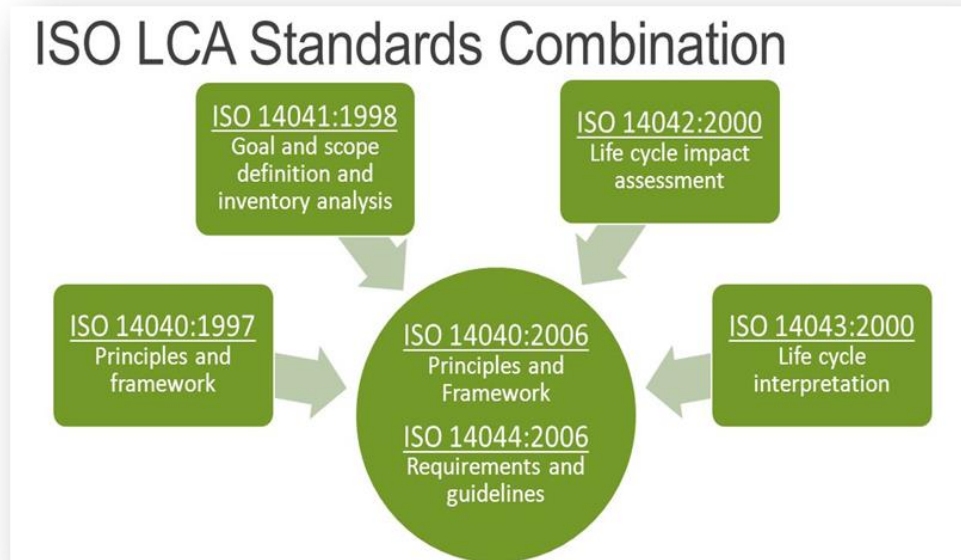 ISO LCA Standards Combination
ISO 14041:1998
Goal and scope
definition and
inventory analysis
ISO 14042:2000
Life cycle impact
assessment
ISO 14040:1997
Principles and
framework
ISO 14040:2006
Principles and
Framework
ISO 14044:2006
Requirements and
guidelines
ISO 14043:2000
Life cycle
interpretation